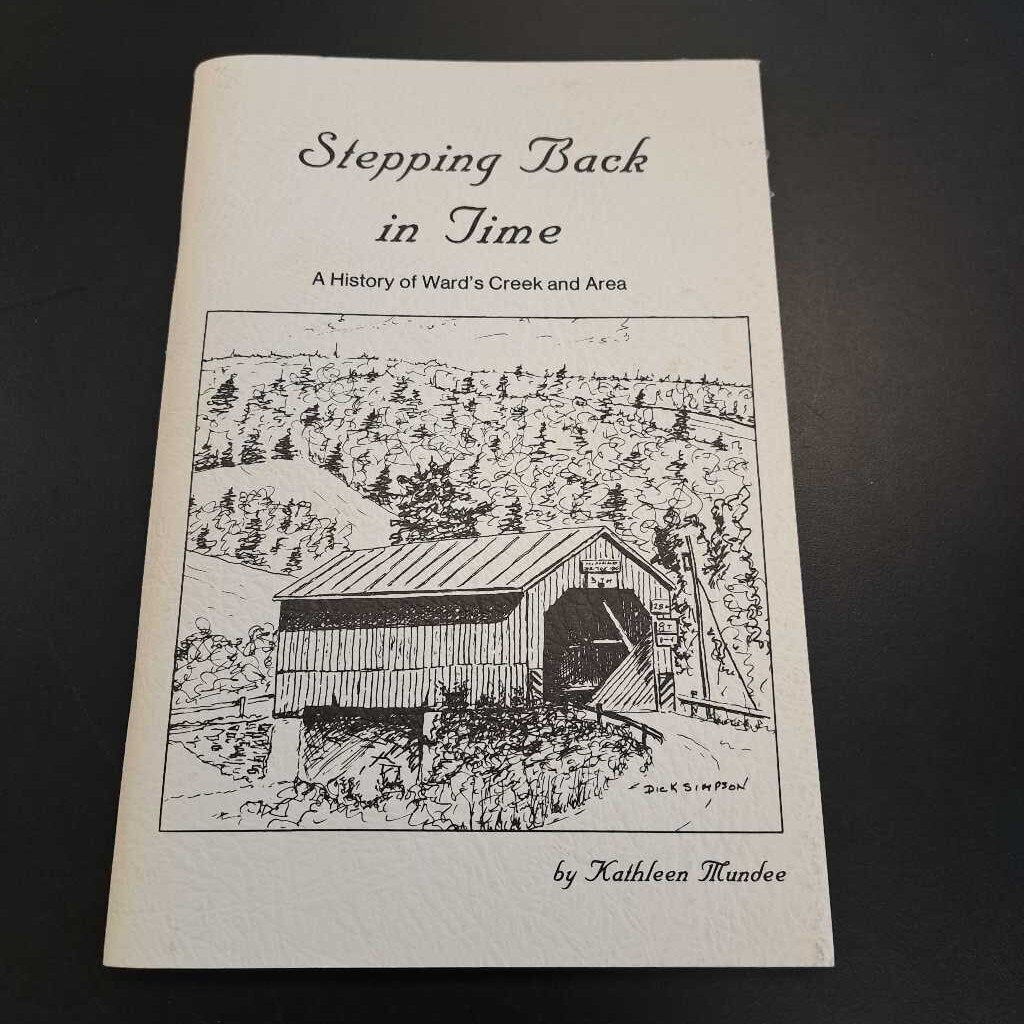 Stepping Back
in Time
A History of Ward's Creek and Area
DICK SIMPSON
by Kathleen Mundee